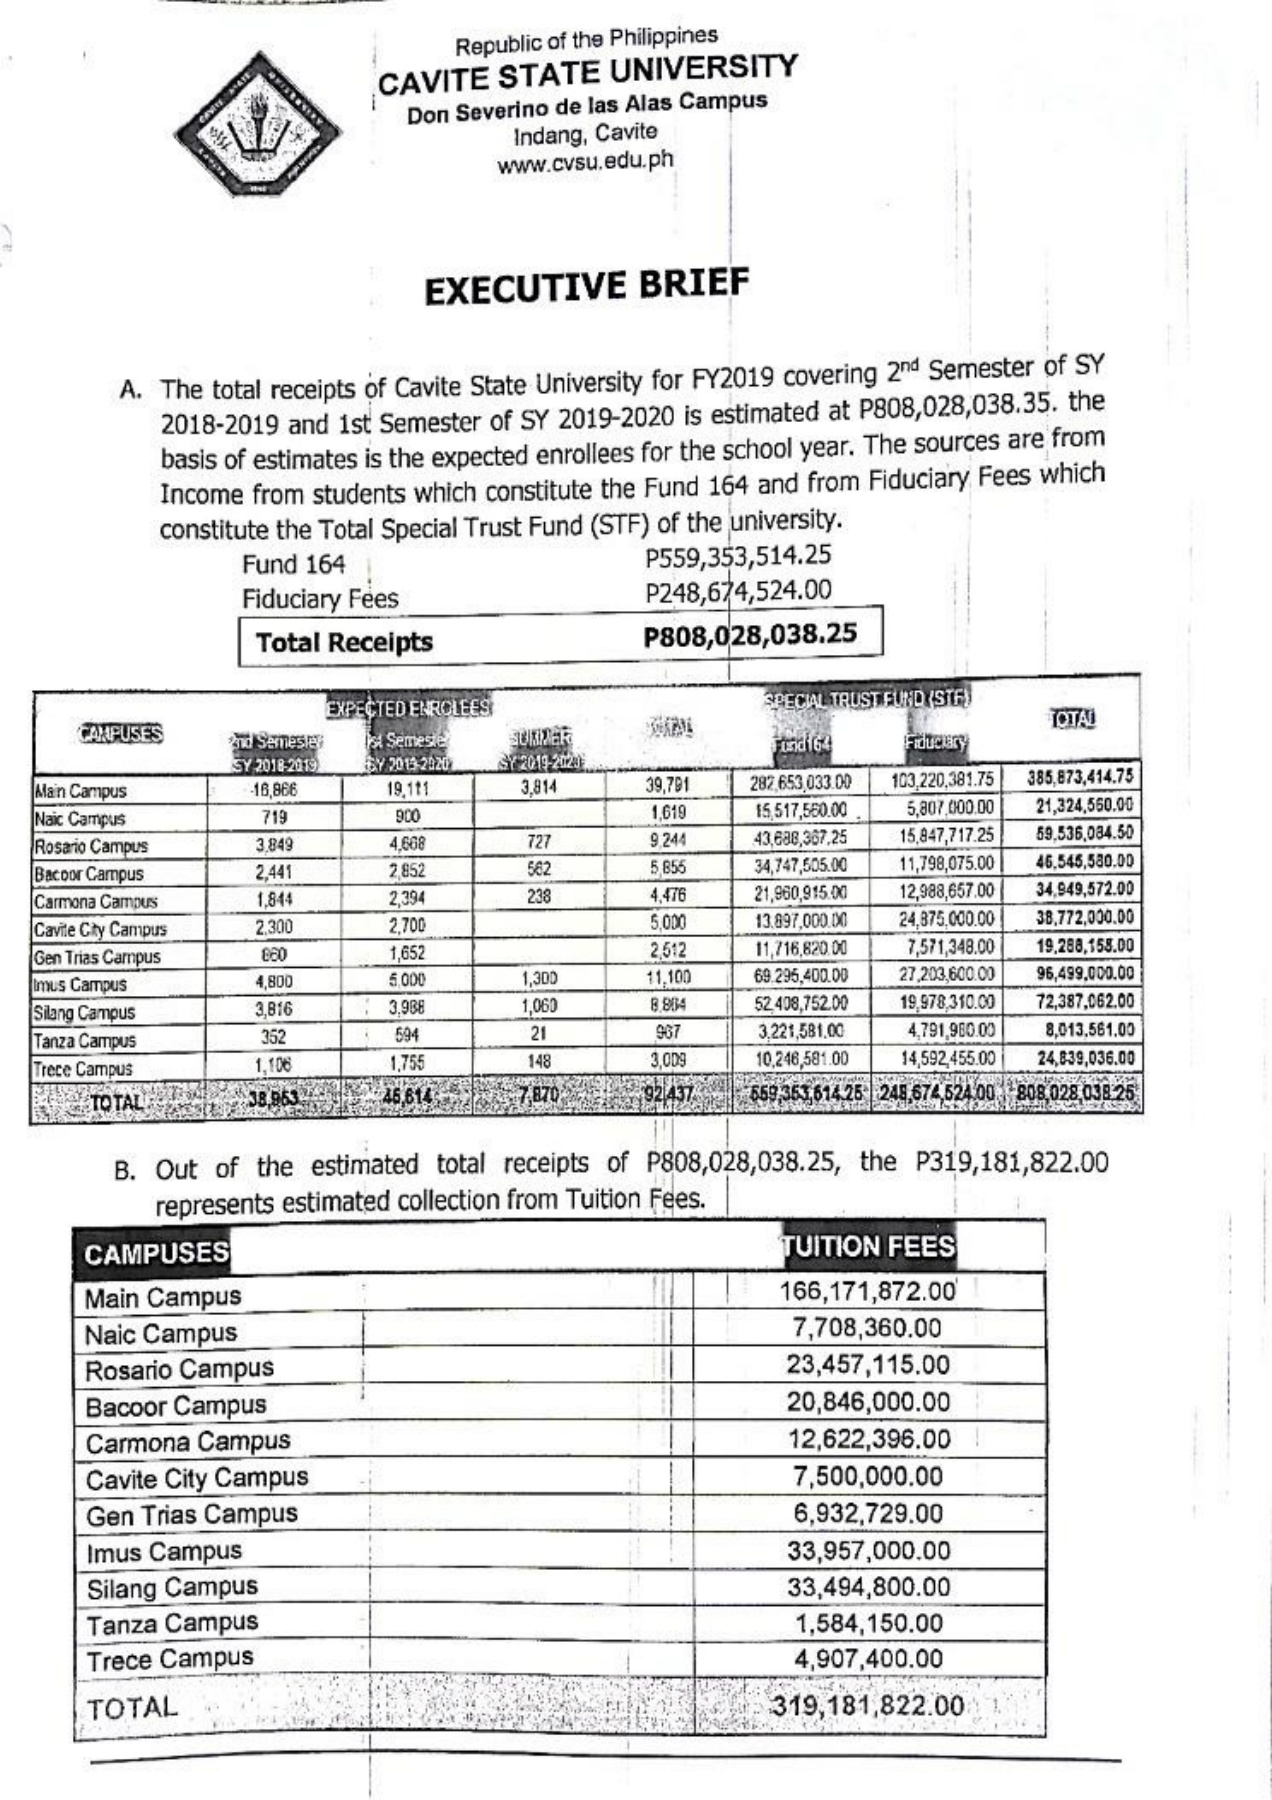 Republic of the Philippines
CAVITE STATE UNIVERSITY
Don Severino de las Alas Campus
Indang, Cavite
www.cvsu.edu.ph
EXECUTIVE BRIEF
A. The total receipts of Cavite State University for FY2019 covering 2nd Semester of SY
2018-2019 and 1st Semester of SY 2019-2020 is estimated at P808,028,038.35. the
basis of estimates is the expected enrollees for the school year. The sources are from
Income from students which constitute the Fund 164 and from Fiduciary Fees which
constitute the Total Special Trust Fund (STF) of the university.
Fund 164 P559,353,514.25
Fiduciary Fees P248,674,524.00
Total Receipts P808,028,038.25
EXPECTED ENROLEES SPECIAL TRUST FUND (STF)
CAMPUSES TOTAL TOTAL
2nd Semester 1st Semester SUMMER Fund164 Fiduciary
SY 2018-2019 SY 2019-2020 SY 2019-2020
Main Campus 16,866 19,111 3,814 39,791 282,653,033.00 103,220,381.75 385,873,414.75
Naic Campus 719 900 1,619 15,517,560.00 5,807,000.00 21,324,560.00
Rosario Campus 3,849 4,668 727 9,244 43,688,367.25 15,847,717.25 59,536,084.50
Bacoor Campus 2,441 2,852 562 5,855 34,747,505.00 11,798,075.00 46,545,580.00
Carmona Campus 1,844 2,394 238 4,476 21,960,915.00 12,988,657.00 34,949,572.00
Cavite City Campus 2,300 2,700 5,000 13,897,000.00 24,875,000.00 38,772,000.00
Gen Trias Campus 860 1,652 2,512 11,716,820.00 7,571,348.00 19,288,168.00
Imus Campus 4,800 5,000 1,300 11,100 69,295,400.00 27,203,600.00 96,499,000.00
Silang Campus 3,816 3,988 1,060 8,864 52,408,752.00 19,978,310.00 72,387,062.00
Tanza Campus 352 594 21 967 3,221,581.00 4,791,980.00 8,013,561.00
Trece Campus 1,106 1,755 148 3,009 10,246,581.00 14,592,455.00 24,839,036.00
TOTAL 38,953 45,614 7,870 92,437 559,353,514.25 248,674,524.00 808,028,038.25
B. Out of the estimated total receipts of P808,028,038.25, the P319,181,822.00
represents estimated collection from Tuition Fees.
CAMPUSES TUITION FEES
Main Campus 166,171,872.00
Naic Campus 7,708,360.00
Rosario Campus 23,457,115.00
Bacoor Campus 20,846,000.00
Carmona Campus 12,622,396.00
Cavite City Campus 7,500,000.00
Gen Trias Campus 6,932,729.00
Imus Campus 33,957,000.00
Silang Campus 33,494,800.00
Tanza Campus 1,584,150.00
Trece Campus 4,907,400.00
TOTAL 319,181,822.00